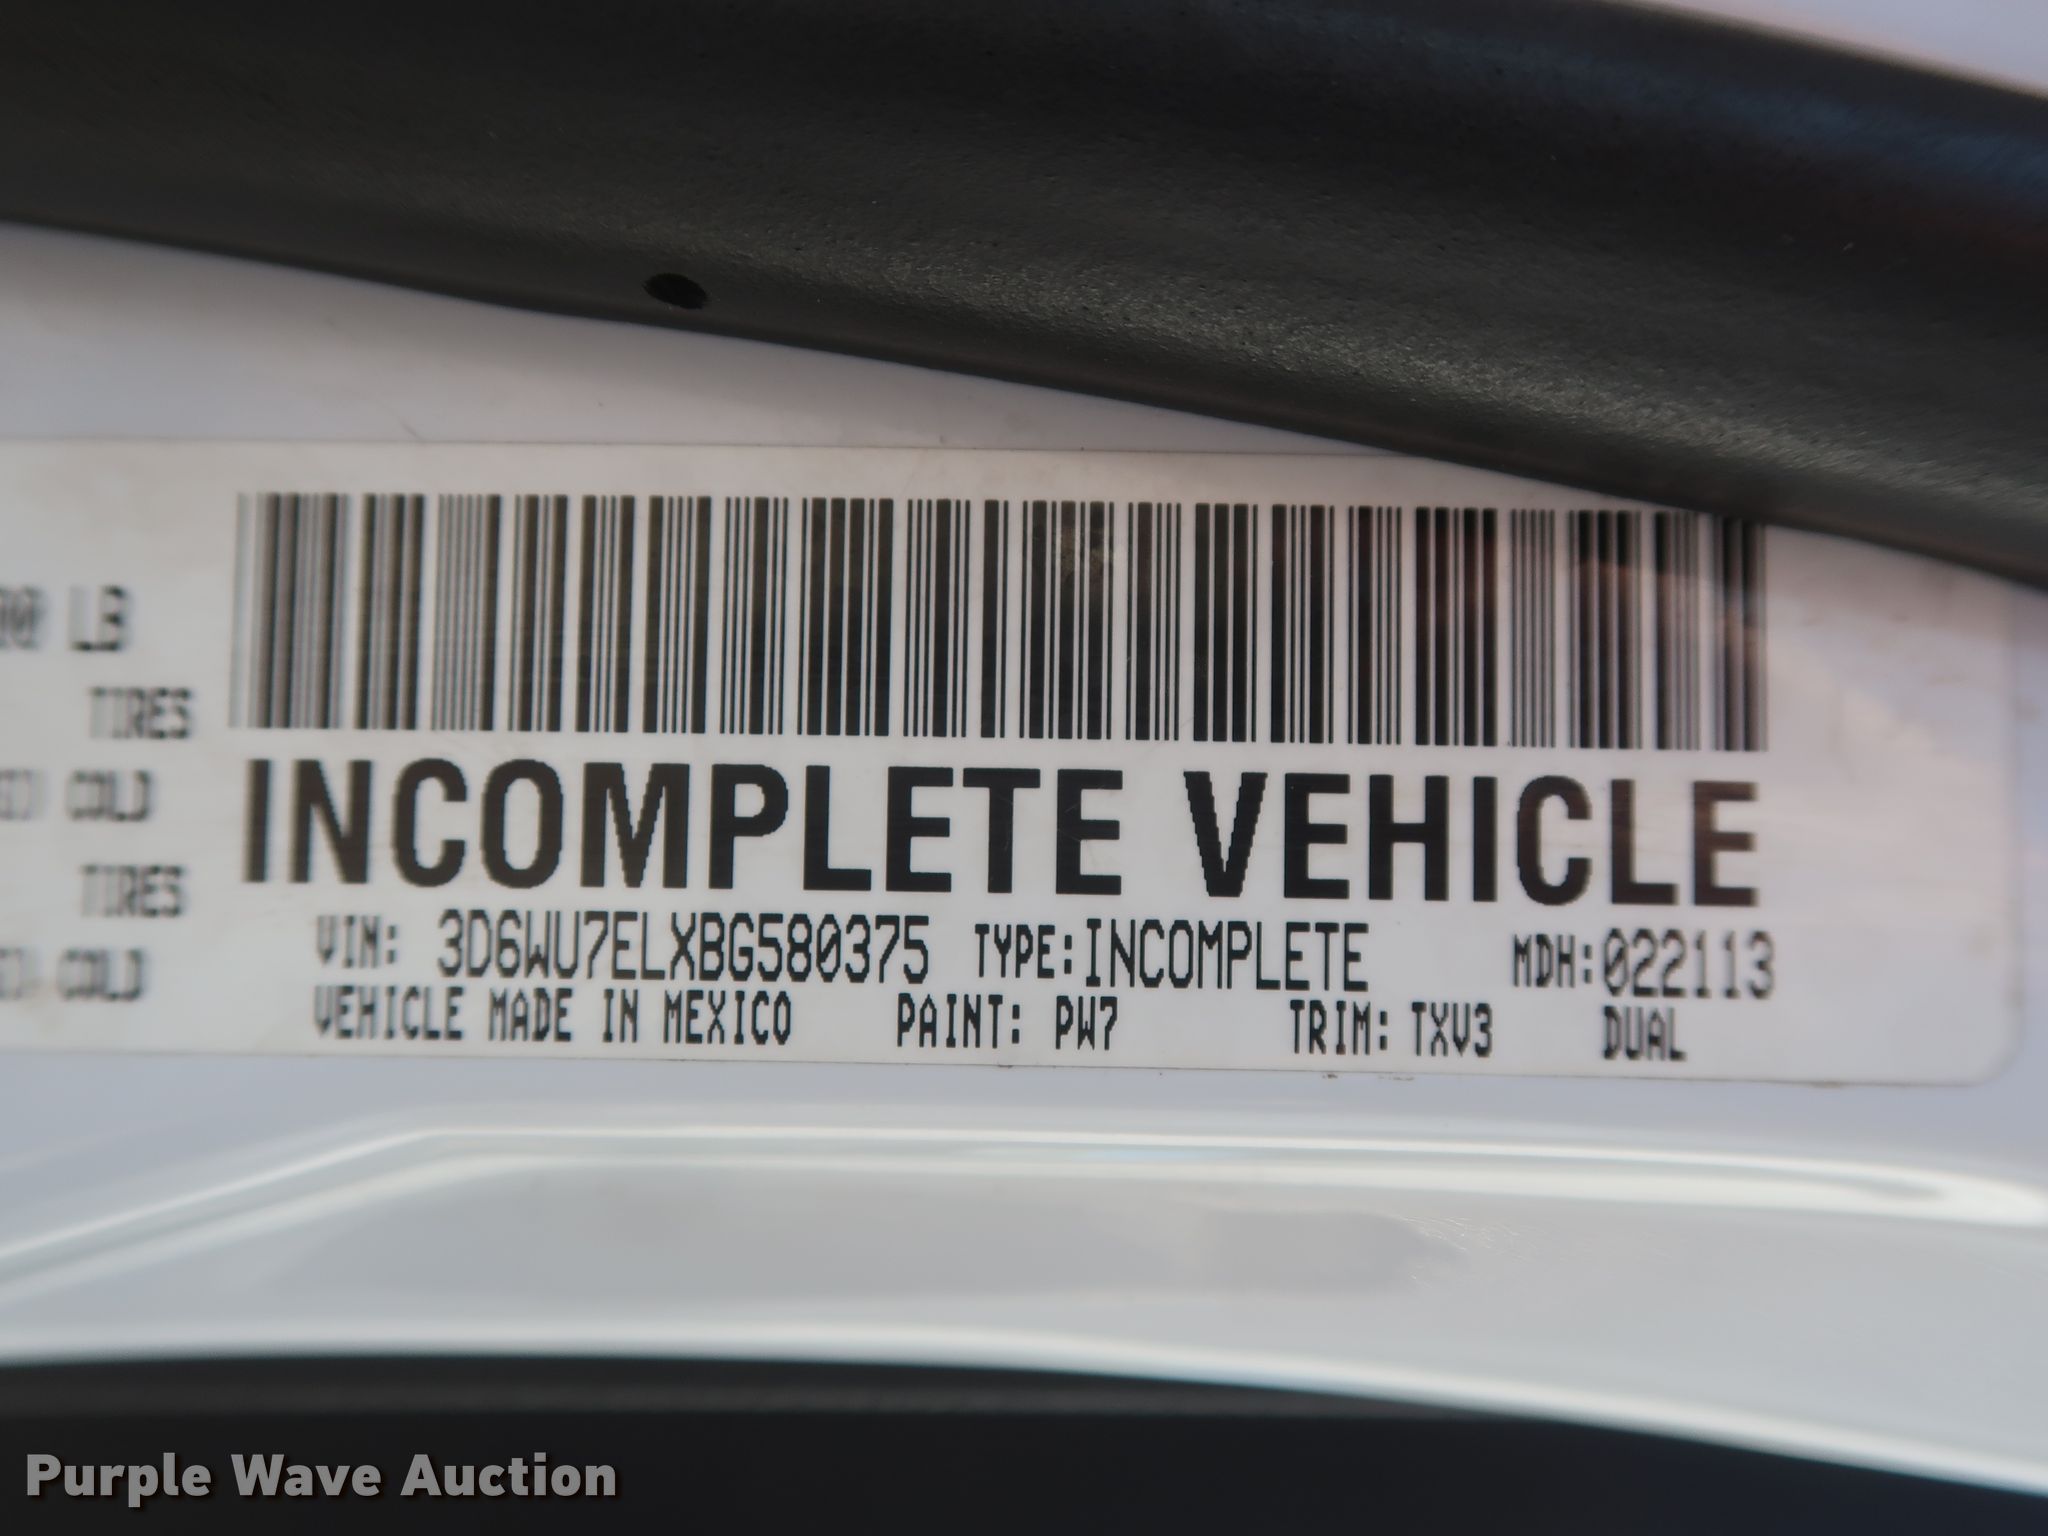 LB
TIRES
COLD
TIRES
COLD
INCOMPLETE VEHICLE
VIN: 3D6WU7ELXBG580375 TYPE: INCOMPLETE MDH: 022113
VEHICLE MADE IN MEXICO PAINT: PW7 TRIM: TXV3 DUAL
Purple Wave Auction